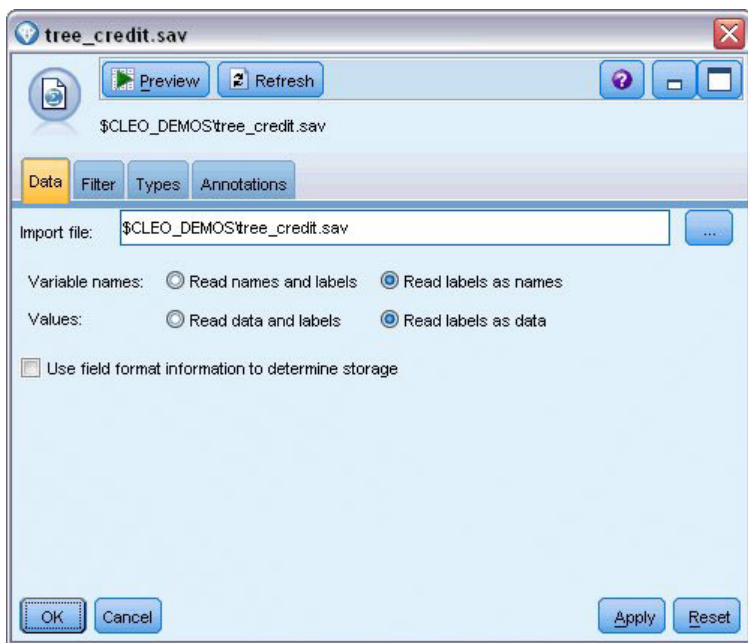 tree_credit.sav
Preview Refresh ?
$CLEO_DEMOS\tree_credit.sav
Data Filter Types Annotations
Import file: $CLEO_DEMOS\tree_credit.sav ...
Variable names: Read names and labels Read labels as names
Values: Read data and labels Read labels as data
Use field format information to determine storage
OK Cancel Apply Reset